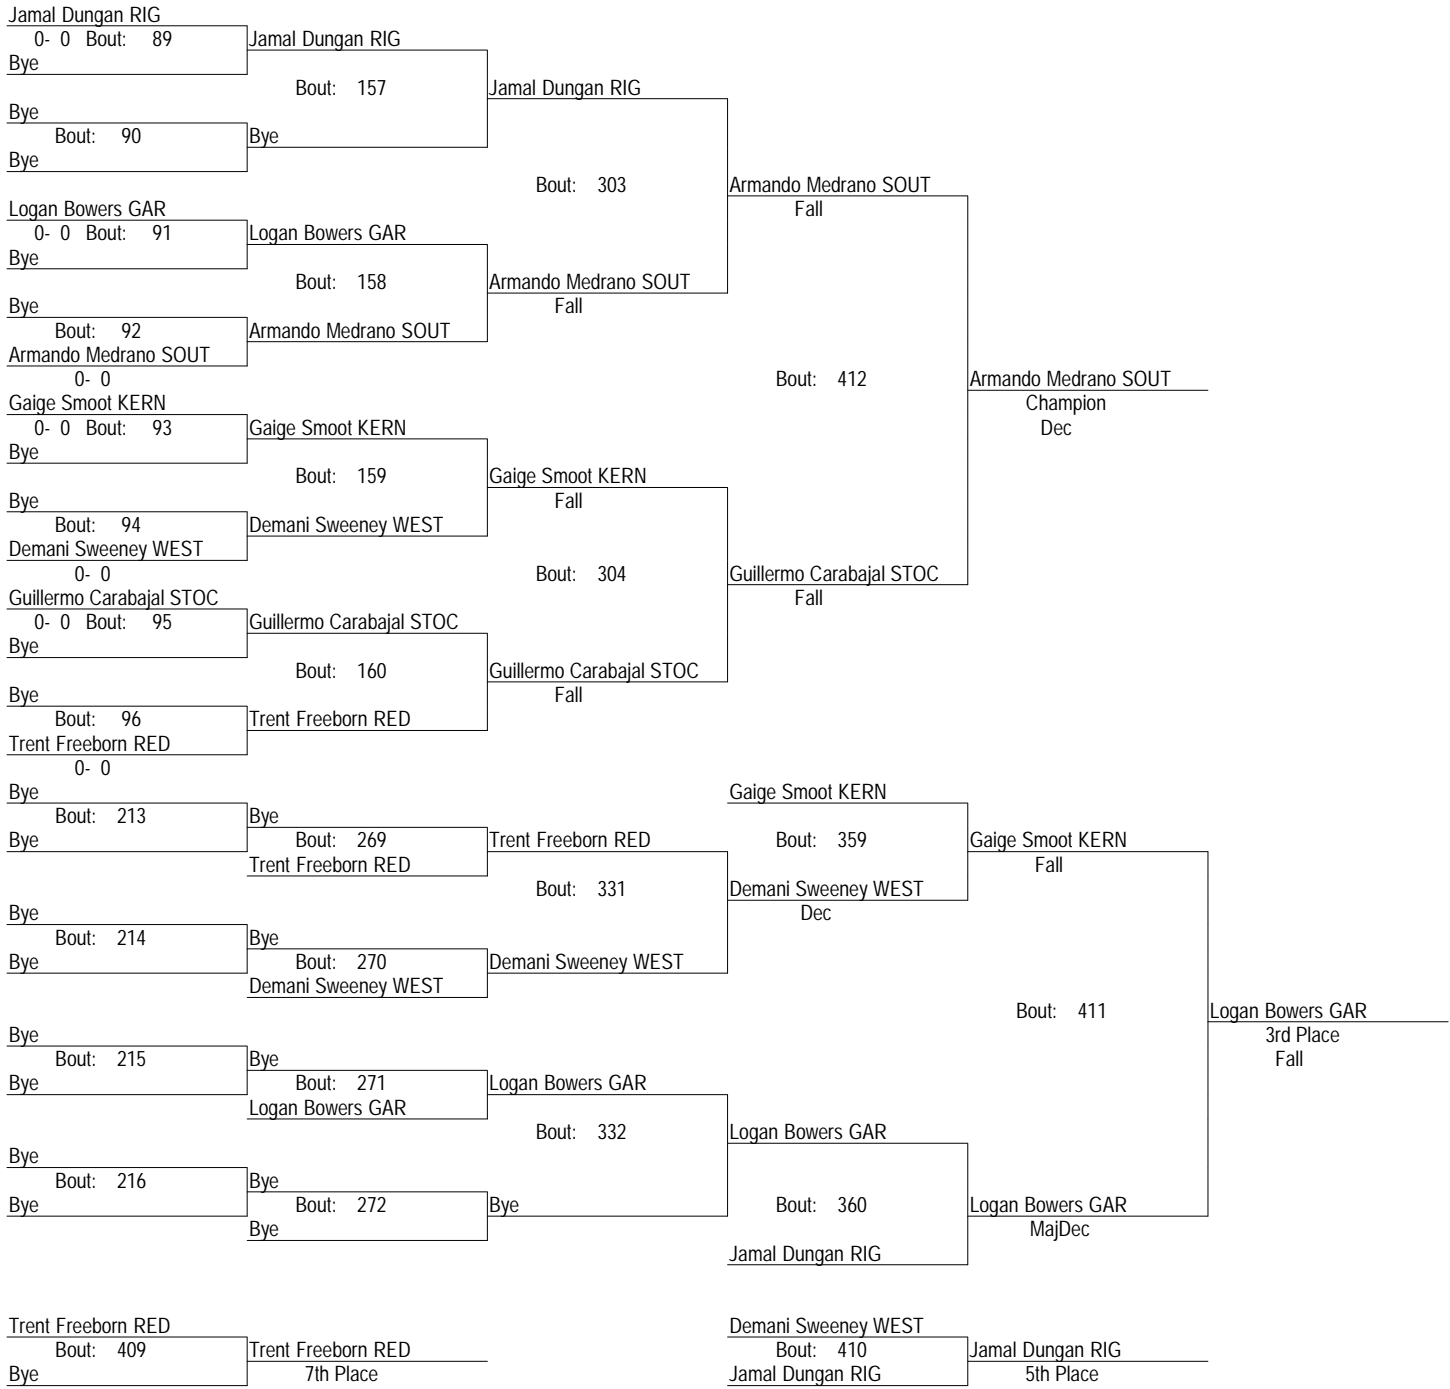 Jamal Dungan RIG
0- 0 Bout: 89 Jamal Dungan RIG
Bye
Bout: 157 Jamal Dungan RIG
Bye
Bout: 90 Bye
Bye
Bout: 303 Armando Medrano SOUT
Logan Bowers GAR Fall
0- 0 Bout: 91 Logan Bowers GAR
Bye
Bout: 158 Armando Medrano SOUT
Bye Fall
Bout: 92 Armando Medrano SOUT
Armando Medrano SOUT
0- 0 Bout: 412 Armando Medrano SOUT
Gaige Smoot KERN Champion
0- 0 Bout: 93 Gaige Smoot KERN Dec
Bye
Bout: 159 Gaige Smoot KERN
Bye Fall
Bout: 94 Demani Sweeney WEST
Demani Sweeney WEST
0- 0 Bout: 304 Guillermo Carabajal STOC
Guillermo Carabajal STOC Fall
0- 0 Bout: 95 Guillermo Carabajal STOC
Bye
Bout: 160 Guillermo Carabajal STOC
Bye Fall
Bout: 96 Trent Freeborn RED
Trent Freeborn RED
0- 0
Bye Gaige Smoot KERN
Bout: 213 Bye
Bye Bout: 269 Trent Freeborn RED Bout: 359 Gaige Smoot KERN
Trent Freeborn RED Fall
Bout: 331 Demani Sweeney WEST
Bye Dec
Bout: 214 Bye
Bye Bout: 270 Demani Sweeney WEST
Demani Sweeney WEST
Bout: 411 Logan Bowers GAR
Bye 3rd Place
Bout: 215 Bye Fall
Bye Bout: 271 Logan Bowers GAR
Logan Bowers GAR
Bout: 332 Logan Bowers GAR
Bye
Bout: 216 Bye
Bye Bout: 272 Bye Bout: 360 Logan Bowers GAR
Bye MajDec
Jamal Dungan RIG
Trent Freeborn RED Demani Sweeney WEST
Bout: 409 Trent Freeborn RED Bout: 410 Jamal Dungan RIG
Bye 7th Place Jamal Dungan RIG 5th Place